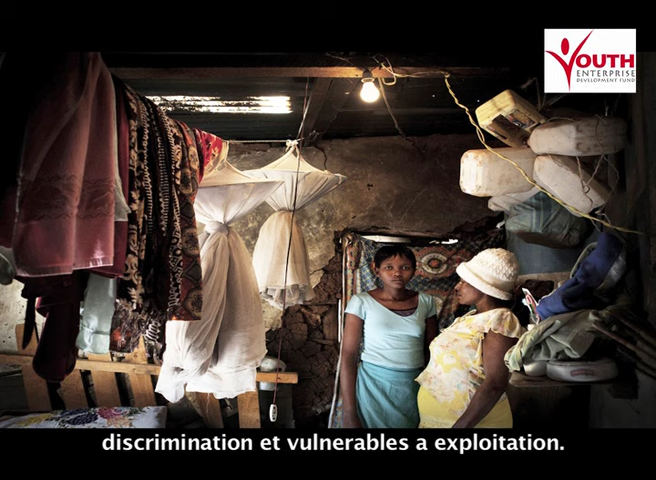 YOUTH
ENTERPRISE
DEVELOPMENT FUND
discrimination et vulnerables a exploitation.